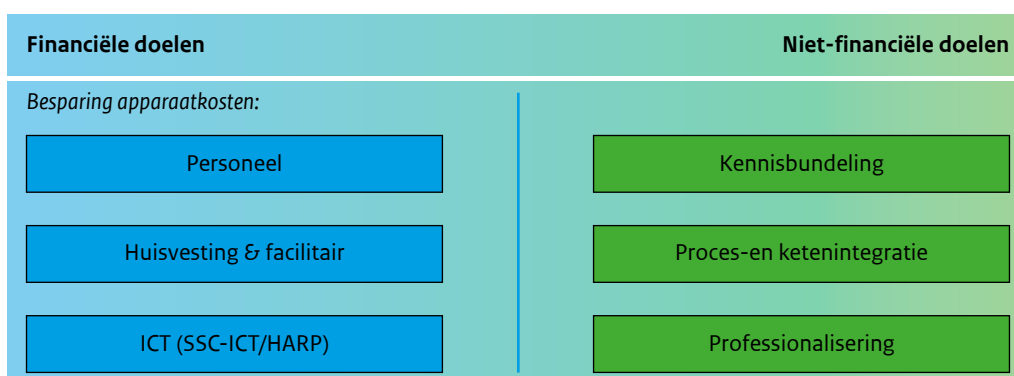 Financiële doelen
Niet-financiële doelen
Besparing apparaatkosten:
Personeel
Kennisbundeling
Huisvesting & facilitair
Proces-en ketenintegratie
ICT (SSC-ICT/HARP)
Professionalisering